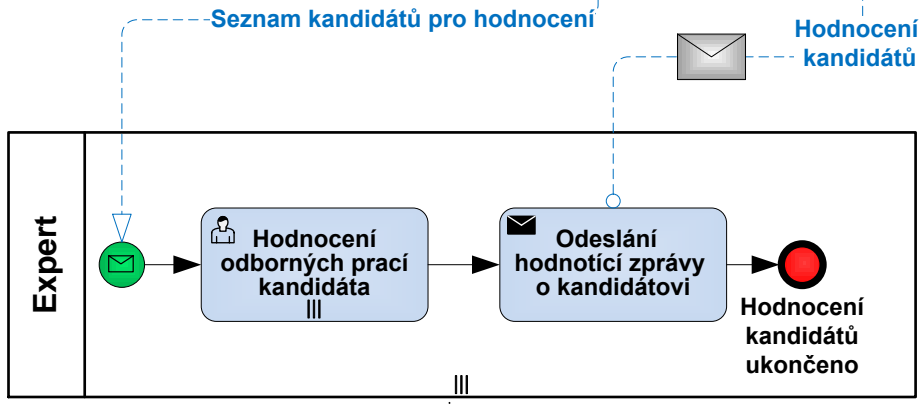 Seznam kandidátů pro hodnocení
Hodnocení
kandidátů
Expert
Hodnocení
odborných prací
kandidáta
Odeslání
hodnotící zprávy
o kandidátovi
Hodnocení
kandidátů
ukončeno